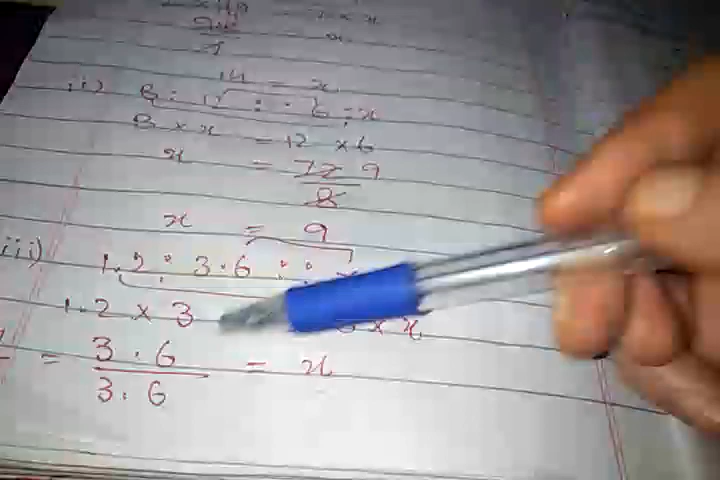 14 = x
ii) 8 : 12 :: 6 : x
8 × x = 12 × 6
x = 72 9
8
x = 9
iii) 1.2 : 3.6 ::
1.2 × 3 × x
= 3.6 = x
3.6